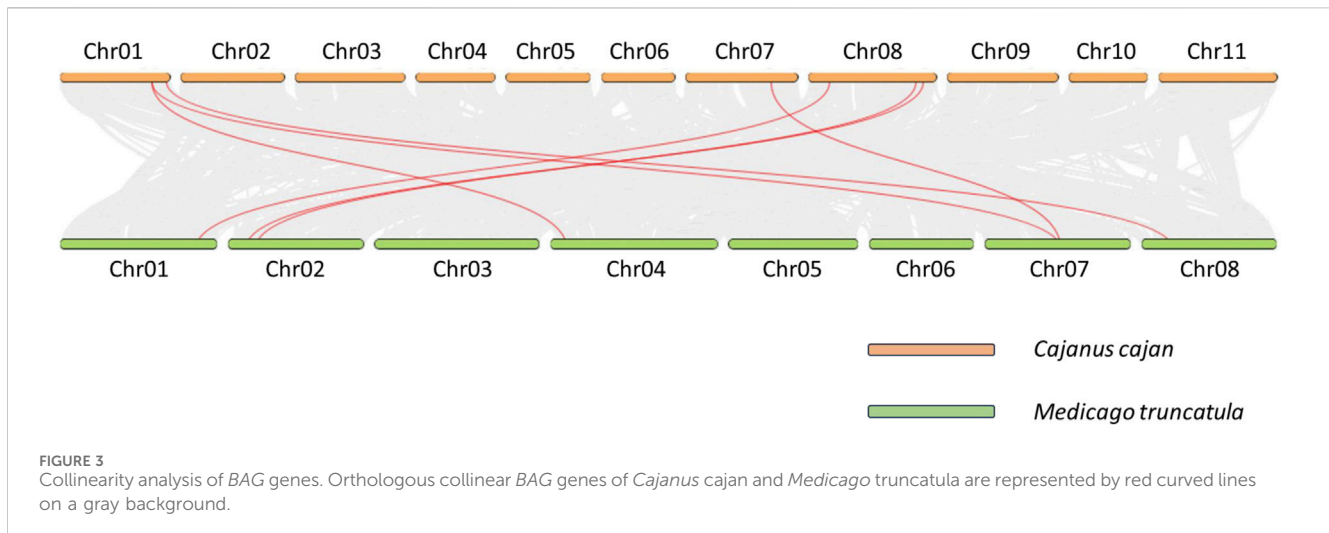 Chr01 Chr02 Chr03 Chr04 Chr05 Chr06 Chr07 Chr08 Chr09 Chr10 Chr11
Chr01 Chr02 Chr03 Chr04 Chr05 Chr06 Chr07 Chr08
Cajanus cajan
Medicago truncatula
FIGURE 3
Collinearity analysis of BAG genes. Orthologous collinear BAG genes of Cajanus cajan and Medicago truncatula are represented by red curved lines
on a gray background.